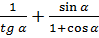 1/tg α + sin α/1+cos α